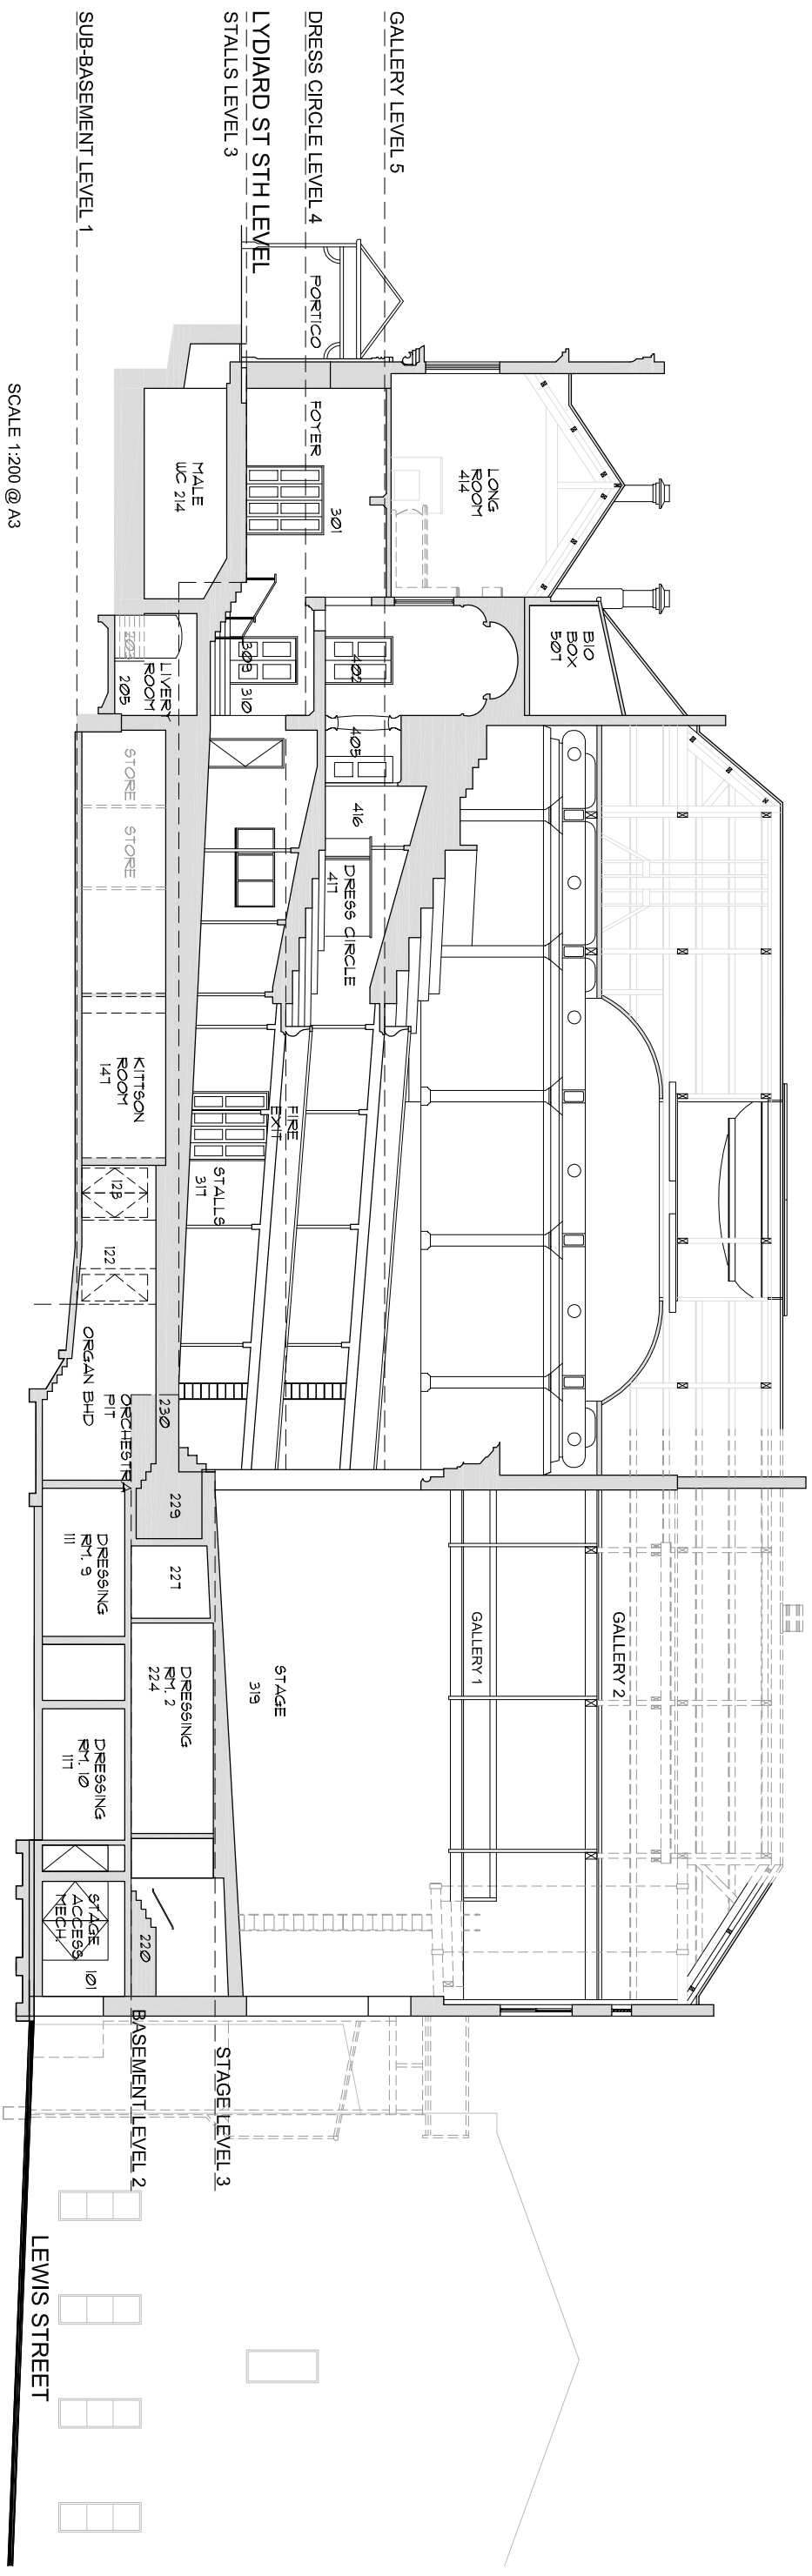 GALLERY LEVEL 5
DRESS CIRCLE LEVEL 4
LYDIARD ST STH LEVEL
STALLS LEVEL 3
SUB-BASEMENT LEVEL 1
SCALE 1:200 @ A3
PORTICO
FOYER
301
LONG
ROOM
414
MALE
WC 214
BIO
BOX
507
402
405
309
310
LIVERY
ROOM
205
416
DRESS CIRCLE
417
STORE
STORE
KITTSON
ROOM
147
FIRE
EXIT
STALLS
317
123
122
ORGAN BHD
ORCHESTRA
PIT
230
229
227
DRESSING
RM. 9
111
DRESSING
RM. 2
224
STAGE
319
GALLERY 1
GALLERY 2
DRESSING
RM. 10
117
STAGE
ACCESS
MECH.
101
220
STAGE LEVEL 3
BASEMENT LEVEL 2
LEWIS STREET